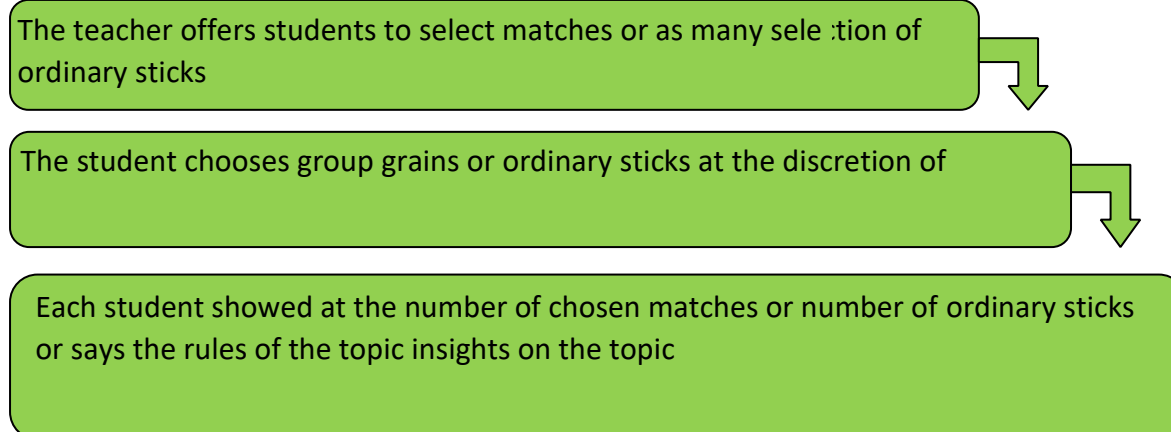 The teacher offers students to select matches or as many sele :tion of
ordinary sticks
The student chooses group grains or ordinary sticks at the discretion of
Each student showed at the number of chosen matches or number of ordinary sticks
or says the rules of the topic insights on the topic